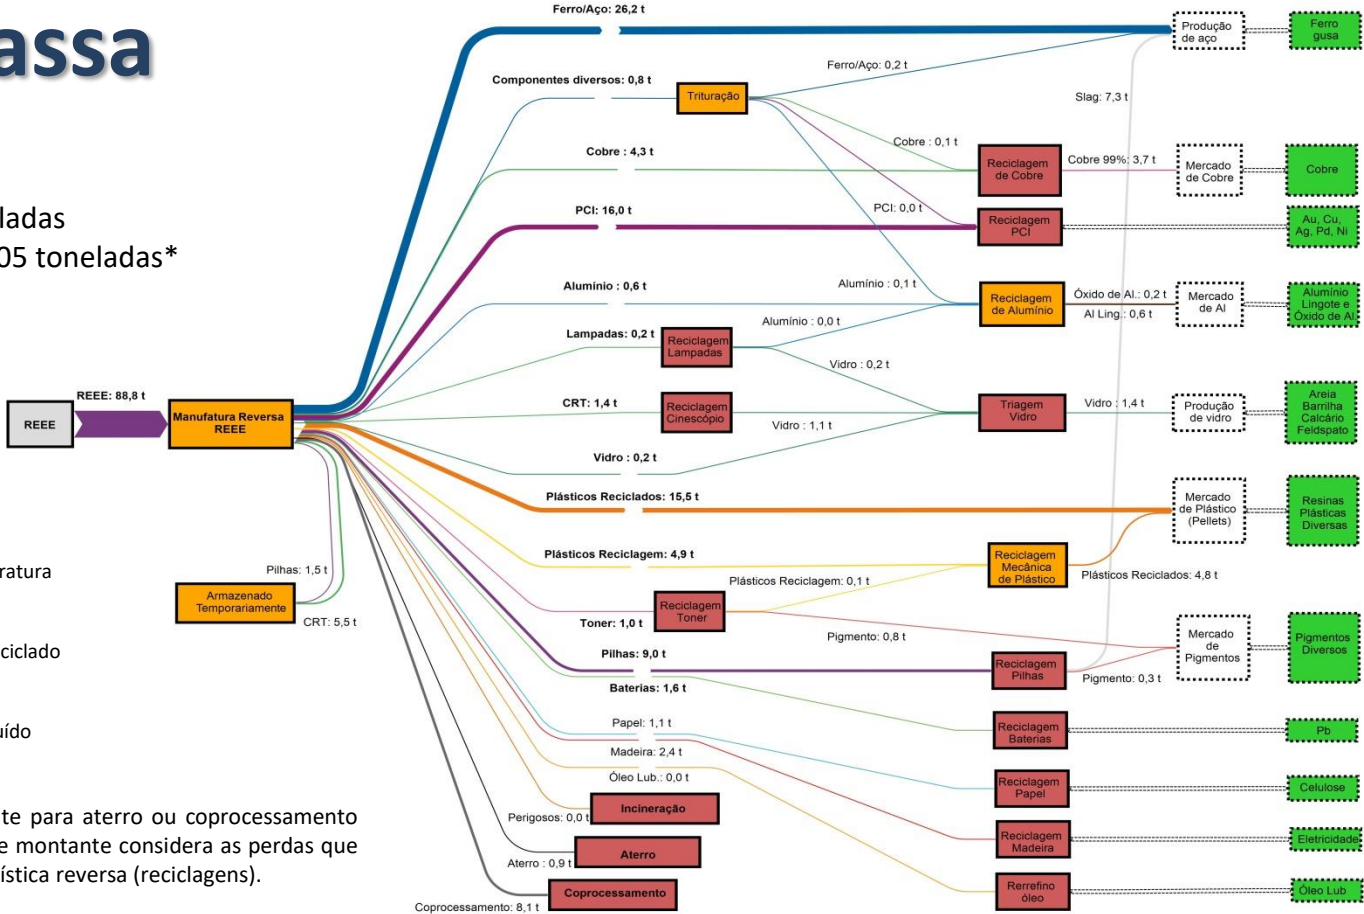 assa
ladas
05 toneladas*
ratura
ciclado
uído
te para aterro ou coprocessamento
e montante considera as perdas que
ística reversa (reciclagens).
REEE
REEE: 88,8 t
Manufatura Reversa
REEE
Pilhas: 1,5 t
Armazenado
Temporariamente
CRT: 5,5 t
Ferro/Aço: 26,2 t
Componentes diversos: 0,8 t
Trituração
Ferro/Aço: 0,2 t
Slag: 7,3 t
Produção
de aço
Ferro
gusa
Cobre : 4,3 t
Cobre : 0,1 t
Reciclagem
de Cobre
Cobre 99%: 3,7 t
Mercado
de Cobre
Cobre
PCI: 16,0 t
PCI: 0,0 t
Reciclagem
PCI
Au, Cu,
Ag, Pd, Ni
Alumínio : 0,6 t
Alumínio : 0,1 t
Reciclagem
de Alumínio
Óxido de Al.: 0,2 t
Al Ling.: 0,6 t
Mercado
de Al
Alumínio
Lingote e
Óxido de Al.
Lampadas: 0,2 t
Reciclagem
Lampadas
Alumínio : 0,0 t
Vidro : 0,2 t
CRT: 1,4 t
Reciclagem
Cinescópio
Vidro : 1,1 t
Triagem
Vidro
Vidro : 1,4 t
Produção
de vidro
Areia
Barrilha
Calcário
Feldspato
Vidro : 0,2 t
Plásticos Reciclados: 15,5 t
Mercado
de Plástico
(Pellets)
Resinas
Plásticas
Diversas
Plásticos Reciclagem: 4,9 t
Reciclagem
Mecânica
de Plástico
Plásticos Reciclados: 4,8 t
Plásticos Reciclagem: 0,1 t
Toner: 1,0 t
Reciclagem
Toner
Pigmento: 0,8 t
Mercado
de
Pigmentos
Pigmentos
Diversos
Pilhas: 9,0 t
Reciclagem
Pilhas
Pigmento: 0,3 t
Baterias: 1,6 t
Reciclagem
Baterias
Pb
Papel: 1,1 t
Reciclagem
Papel
Celulose
Madeira: 2,4 t
Reciclagem
Madeira
Eletricidade
Óleo Lub.: 0,0 t
Rerrefino
óleo
Óleo Lub
Perigosos: 0,0 t
Incineração
Aterro : 0,9 t
Aterro
Coprocessamento: 8,1 t
Coprocessamento